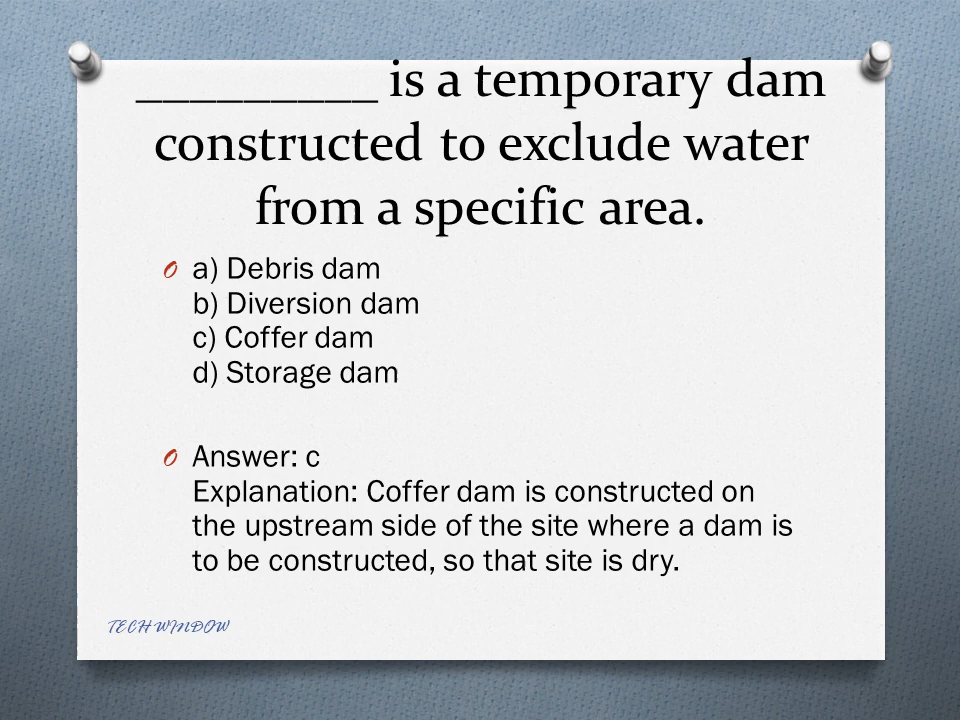 _________ is a temporary dam
constructed to exclude water
from a specific area.
a) Debris dam
b) Diversion dam
c) Coffer dam
d) Storage dam
Answer: c
Explanation: Coffer dam is constructed on
the upstream side of the site where a dam is
to be constructed, so that site is dry.
TECH WINDOW